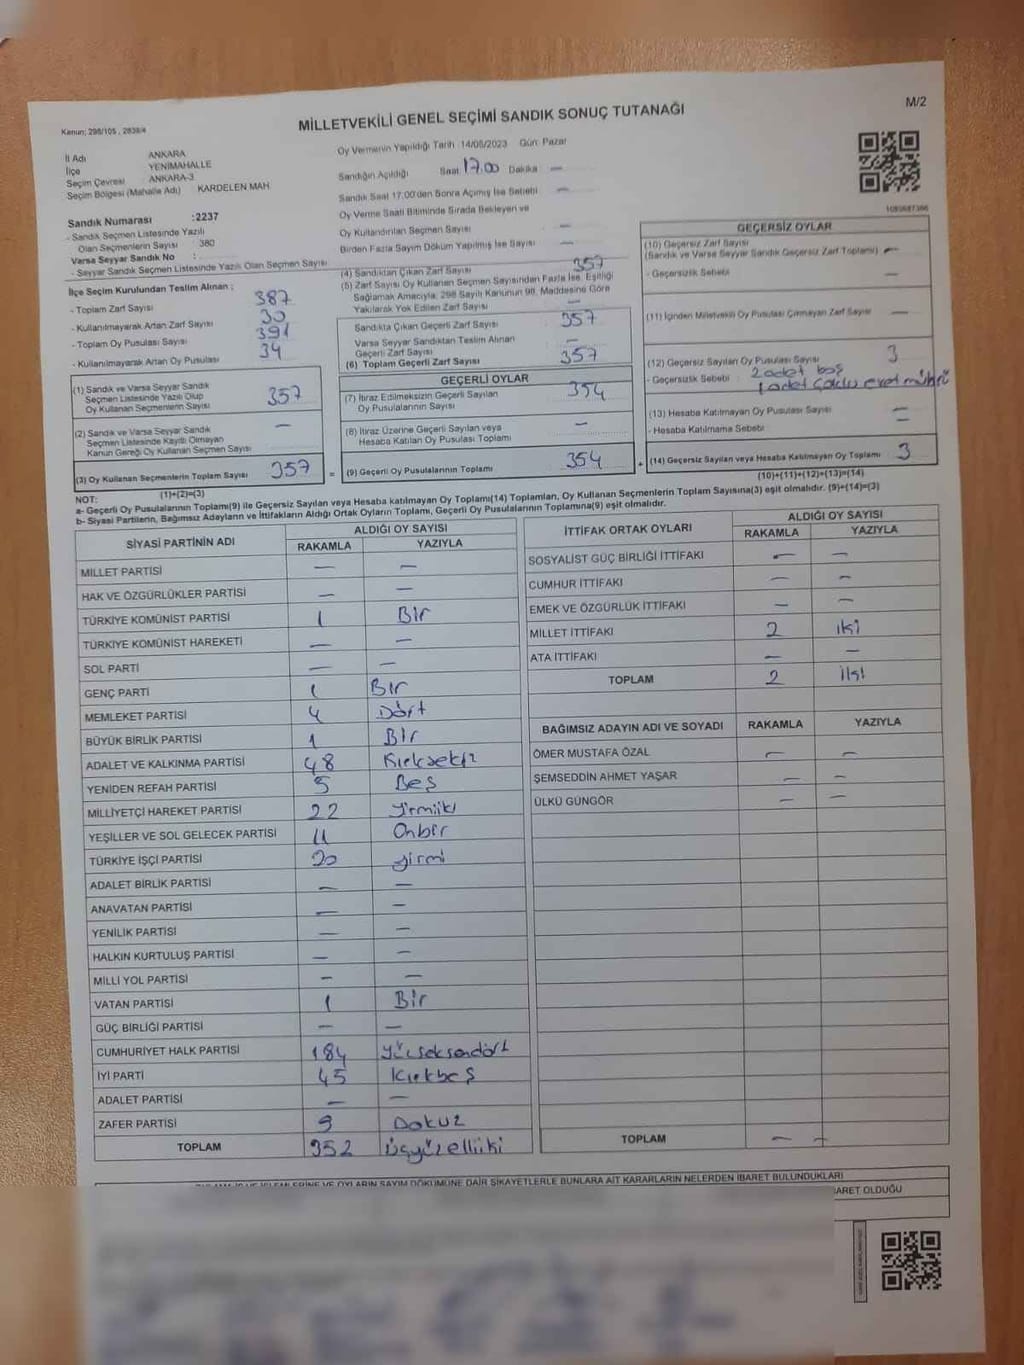 Kanun; 298/105 , 2839/4
MİLLETVEKİLİ GENEL SEÇİMİ SANDIK SONUÇ TUTANAĞI
M/2
İl Adı ANKARA
İlçe YENİMAHALLE
Seçim Çevresi ANKARA-3
Seçim Bölgesi (Mahalle Adı) KARDELEN MAH
Sandık Numarası :2237
- Sandık Seçmen Listesinde Yazılı
Olan Seçmenlerin Sayısı : 380
Varsa Seyyar Sandık No :
- Seyyar Sandık Seçmen Listesinde Yazılı Olan Seçmen Sayısı
Oy Vermenin Yapıldığı Tarih :14/05/2023 Gün: Pazar
Sandığın Açıldığı Saat 17.00 Dakika —
Sandık Saat 17:00'den Sonra Açılmış İse Sebebi —
Oy Verme Saati Bitiminde Sırada Bekleyen ve
Oy Kullandırılan Seçmen Sayısı —
Birden Fazla Sayım Döküm Yapılmış İse Sayısı —
İlçe Seçim Kurulundan Teslim Alınan :
- Toplam Zarf Sayısı 387
- Kullanılmayarak Artan Zarf Sayısı 30
- Toplam Oy Pusulası Sayısı 391
- Kullanılmayarak Artan Oy Pusulası 34
(1) Sandık ve Varsa Seyyar Sandık
Seçmen Listesinde Yazılı Olup
Oy Kullanan Seçmenlerin Sayısı 357
(2) Sandık ve Varsa Seyyar Sandık
Seçmen Listesinde Kayıtlı Olmayan
Kanun Gereği Oy Kullanan Seçmen Sayısı —
(3) Oy Kullanan Seçmenlerin Toplam Sayısı 357
(1)+(2)=(3)
(4) Sandıktan Çıkan Zarf Sayısı 357
(5) Zarf Sayısı Oy Kullanan Seçmen Sayısından Fazla İse, Eşitliği
Sağlamak Amacıyla, 298 Sayılı Kanunun 98. Maddesine Göre
Yakılarak Yok Edilen Zarf Sayısı —
Sandıkta Çıkan Geçerli Zarf Sayısı 357
Varsa Seyyar Sandıktan Teslim Alınan
Geçerli Zarf Sayısı —
(6) Toplam Geçerli Zarf Sayısı 357
GEÇERLİ OYLAR
(7) İtiraz Edilmeksizin Geçerli Sayılan
Oy Pusulalarının Sayısı 354
(8) İtiraz Üzerine Geçerli Sayılan veya
Hesaba Katılan Oy Pusulası Toplamı —
= (9) Geçerli Oy Pusulalarının Toplamı 354
GEÇERSİZ OYLAR
(10) Geçersiz Zarf Sayısı
(Sandık ve Varsa Seyyar Sandık Geçersiz Zarf Toplamı) —
- Geçersizlik Sebebi —
(11) İçinden Milletvekili Oy Pusulası Çıkmayan Zarf Sayısı —
(12) Geçersiz Sayılan Oy Pusulası Sayısı 3
- Geçersizlik Sebebi : 2 adet boş
1 adet çoklu evet mührü
(13) Hesaba Katılmayan Oy Pusulası Sayısı —
- Hesaba Katılmama Sebebi —
+ (14) Geçersiz Sayılan veya Hesaba Katılmayan Oy Toplamı 3
(10)+(11)+(12)+(13)=(14)
NOT:
a- Geçerli Oy Pusulalarının Toplamı(9) ile Geçersiz Sayılan veya Hesaba katılmayan Oy Toplamı(14) Toplamları, Oy Kullanan Seçmenlerin Toplam Sayısına(3) eşit olmalıdır. (9)+(14)=(3)
b- Siyasi Partilerin, Bağımsız Adayların ve İttifakların Aldığı Ortak Oyların Toplamı, Geçerli Oy Pusulalarının Toplamına(9) eşit olmalıdır.
SİYASİ PARTİNİN ADI ALDIĞI OY SAYISI
RAKAMLA YAZIYLA
MİLLET PARTİSİ — —
HAK VE ÖZGÜRLÜKLER PARTİSİ — —
TÜRKİYE KOMÜNİST PARTİSİ 1 Bir
TÜRKİYE KOMÜNİST HAREKETİ — —
SOL PARTİ — —
GENÇ PARTİ 1 Bir
MEMLEKET PARTİSİ 4 Dört
BÜYÜK BİRLİK PARTİSİ 1 Bir
ADALET VE KALKINMA PARTİSİ 48 Kırksekiz
YENİDEN REFAH PARTİSİ 5 Beş
MİLLİYETÇİ HAREKET PARTİSİ 22 Yirmiiki
YEŞİLLER VE SOL GELECEK PARTİSİ 11 Onbir
TÜRKİYE İŞÇİ PARTİSİ 20 yirmi
ADALET BİRLİK PARTİSİ — —
ANAVATAN PARTİSİ — —
YENİLİK PARTİSİ — —
HALKIN KURTULUŞ PARTİSİ — —
MİLLİ YOL PARTİSİ — —
VATAN PARTİSİ 1 Bir
GÜÇ BİRLİĞİ PARTİSİ — —
CUMHURİYET HALK PARTİSİ 184 Yüzseksendört
İYİ PARTİ 45 Kırkbeş
ADALET PARTİSİ — —
ZAFER PARTİSİ 9 Dokuz
TOPLAM 352 Üçyüzelliiki
İTTİFAK ORTAK OYLARI ALDIĞI OY SAYISI
RAKAMLA YAZIYLA
SOSYALİST GÜÇ BİRLİĞİ İTTİFAKI — —
CUMHUR İTTİFAKI — —
EMEK VE ÖZGÜRLÜK İTTİFAKI — —
MİLLET İTTİFAKI 2 iki
ATA İTTİFAKI — —
TOPLAM 2 iki
BAĞIMSIZ ADAYIN ADI VE SOYADI RAKAMLA YAZIYLA
ÖMER MUSTAFA ÖZAL — —
ŞEMSEDDİN AHMET YAŞAR — —
ÜLKÜ GÜNGÖR — —
TOPLAM — —
OYLARIN SAYIM DÖKÜMÜNE DAİR ŞİKAYETLERLE BUNLARA AİT KARARLARIN NELERDEN İBARET BULUNDUKLARI